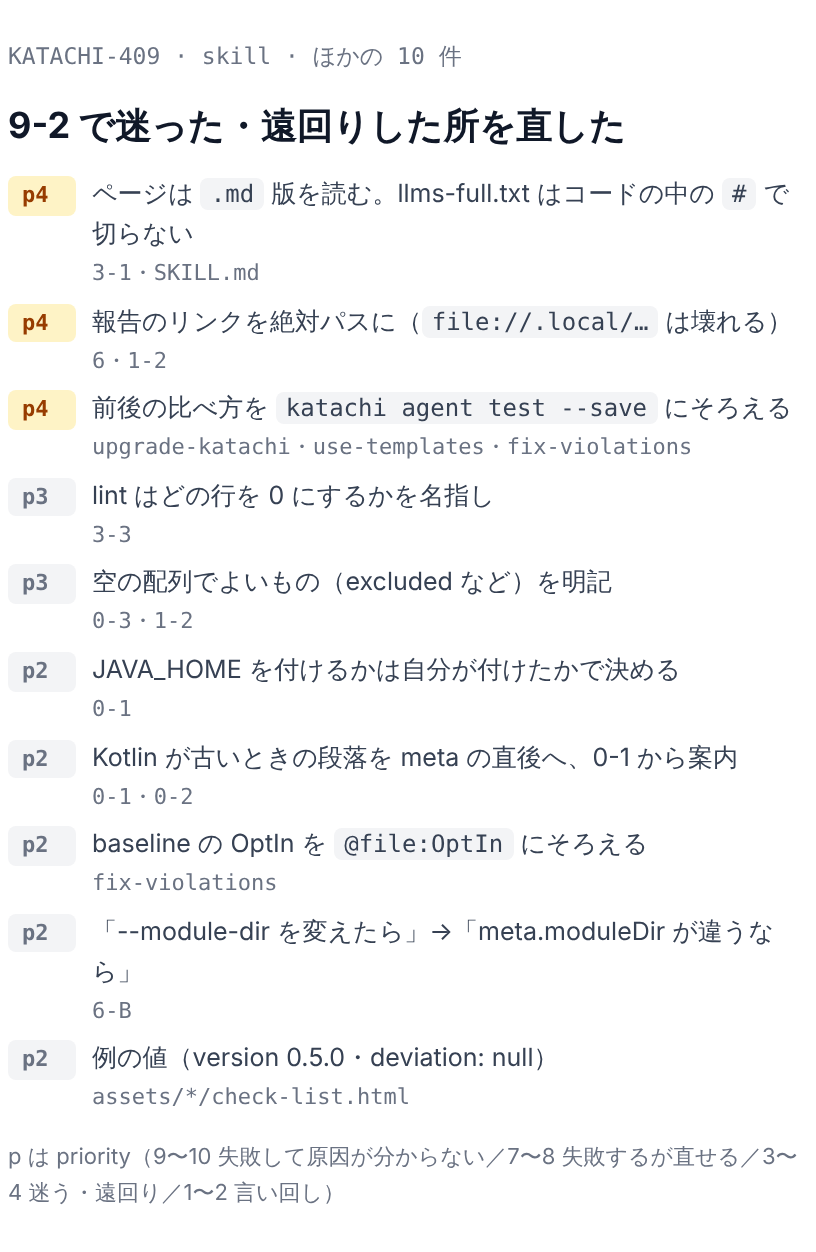 KATACHI-409 · skill · ほかの 10 件
9-2 で迷った・遠回りした所を直した
p4 ページは .md 版を読む。llms-full.txt はコードの中の # で
切らない
3-1・SKILL.md
p4 報告のリンクを絶対パスに（file://.local/… は壊れる）
6・1-2
p4 前後の比べ方を katachi agent test --save にそろえる
upgrade-katachi・use-templates・fix-violations
p3 lint はどの行を 0 にするかを名指し
3-3
p3 空の配列でよいもの（excluded など）を明記
0-3・1-2
p2 JAVA_HOME を付けるかは自分が付けたかで決める
0-1
p2 Kotlin が古いときの段落を meta の直後へ、0-1 から案内
0-1・0-2
p2 baseline の OptIn を @file:OptIn にそろえる
fix-violations
p2 「--module-dir を変えたら」→「meta.moduleDir が違うな
ら」
6-B
p2 例の値（version 0.5.0・deviation: null）
assets/*/check-list.html
p は priority（9〜10 失敗して原因が分からない／7〜8 失敗するが直せる／3〜
4 迷う・遠回り／1〜2 言い回し）